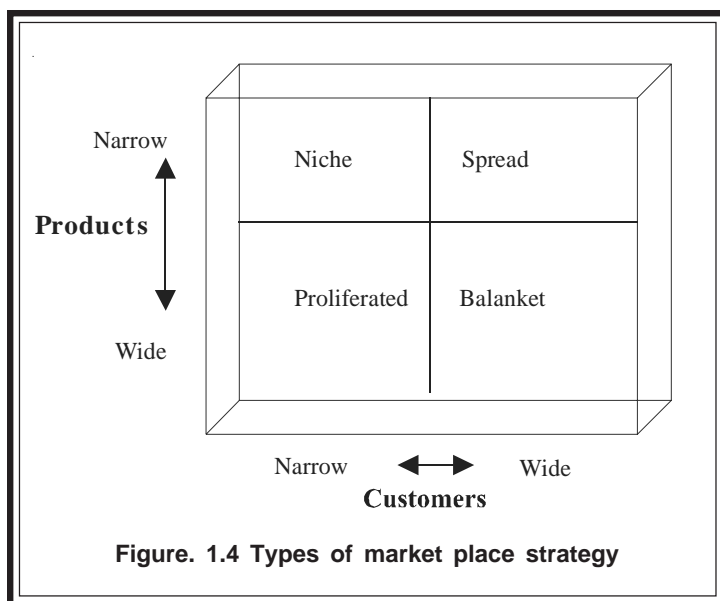 Narrow
Niche Spread
Products
Proliferated Balanket
Wide
Narrow Wide
Customers
Figure. 1.4 Types of market place strategy